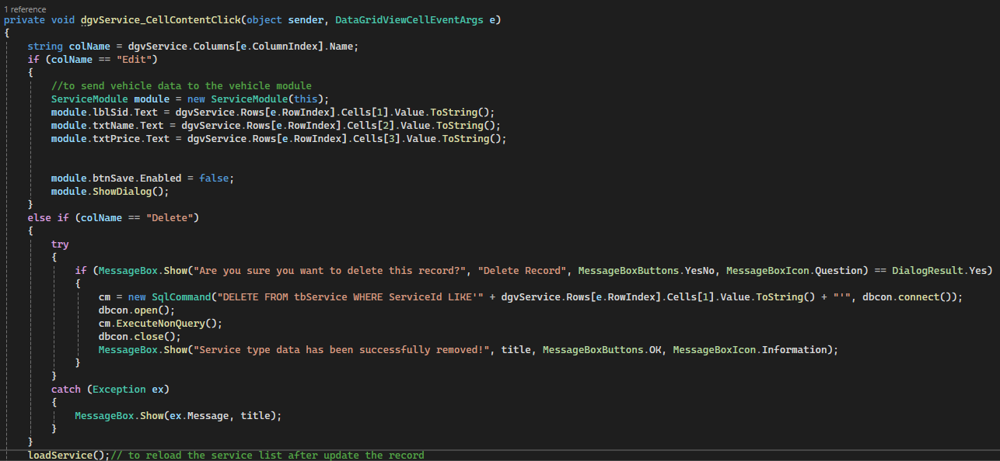 1 reference
private void dgvService_CellContentClick(object sender, DataGridViewCellEventArgs e)
{
    string colName = dgvService.Columns[e.ColumnIndex].Name;
    if (colName == "Edit")
    {
        //to send vehicle data to the vehicle module
        ServiceModule module = new ServiceModule(this);
        module.lblSid.Text = dgvService.Rows[e.RowIndex].Cells[1].Value.ToString();
        module.txtName.Text = dgvService.Rows[e.RowIndex].Cells[2].Value.ToString();
        module.txtPrice.Text = dgvService.Rows[e.RowIndex].Cells[3].Value.ToString();
        module.btnSave.Enabled = false;
        module.ShowDialog();
    }
    else if (colName == "Delete")
    {
        try
        {
            if (MessageBox.Show("Are you sure you want to delete this record?", "Delete Record", MessageBoxButtons.YesNo, MessageBoxIcon.Question) == DialogResult.Yes)
            {
                cm = new SqlCommand("DELETE FROM tbService WHERE ServiceId LIKE'" + dgvService.Rows[e.RowIndex].Cells[1].Value.ToString() + "'", dbcon.connect());
                dbcon.open();
                cm.ExecuteNonQuery();
                dbcon.close();
                MessageBox.Show("Service type data has been successfully removed!", title, MessageBoxButtons.OK, MessageBoxIcon.Information);
            }
        }
        catch (Exception ex)
        {
            MessageBox.Show(ex.Message, title);
        }
    }
    loadService();// to reload the service list after update the record